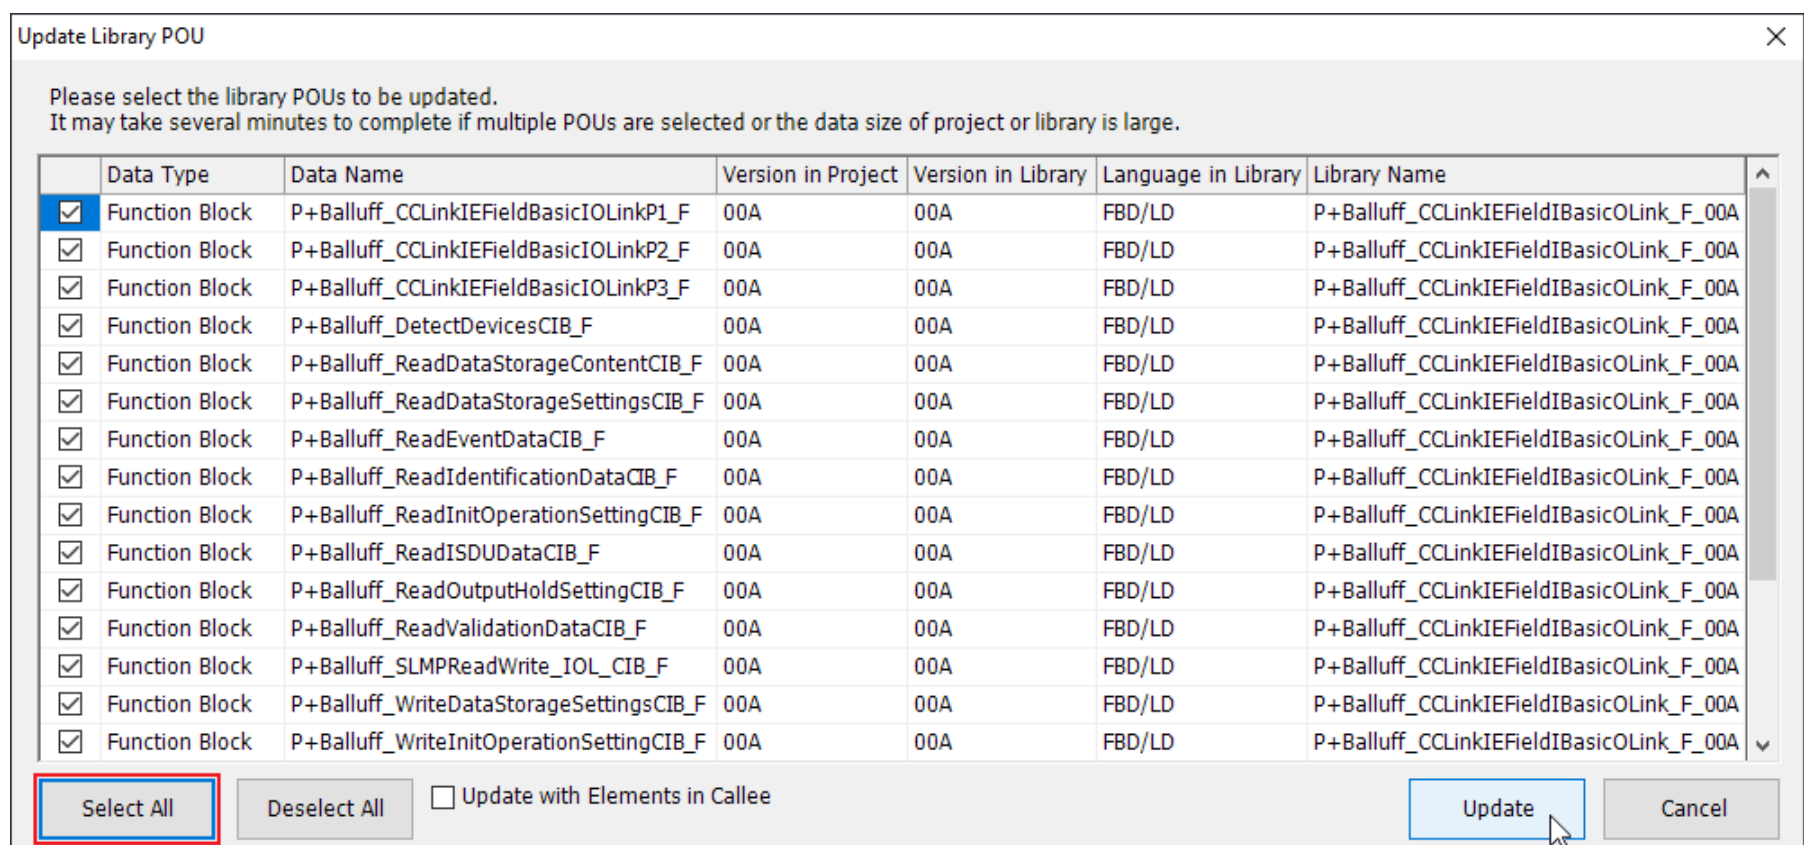 Update Library POU
Please select the library POUs to be updated.
It may take several minutes to complete if multiple POUs are selected or the data size of project or library is large.
Data Type Data Name Version in Project Version in Library Language in Library Library Name
Function Block P+Balluff_CCLinkIEFieldBasicIOLinkP1_F 00A 00A FBD/LD P+Balluff_CCLinkIEFieldIBasicOLink_F_00A
Function Block P+Balluff_CCLinkIEFieldBasicIOLinkP2_F 00A 00A FBD/LD P+Balluff_CCLinkIEFieldIBasicOLink_F_00A
Function Block P+Balluff_CCLinkIEFieldBasicIOLinkP3_F 00A 00A FBD/LD P+Balluff_CCLinkIEFieldIBasicOLink_F_00A
Function Block P+Balluff_DetectDevicesCIB_F 00A 00A FBD/LD P+Balluff_CCLinkIEFieldIBasicOLink_F_00A
Function Block P+Balluff_ReadDataStorageContentCIB_F 00A 00A FBD/LD P+Balluff_CCLinkIEFieldIBasicOLink_F_00A
Function Block P+Balluff_ReadDataStorageSettingsCIB_F 00A 00A FBD/LD P+Balluff_CCLinkIEFieldIBasicOLink_F_00A
Function Block P+Balluff_ReadEventDataCIB_F 00A 00A FBD/LD P+Balluff_CCLinkIEFieldIBasicOLink_F_00A
Function Block P+Balluff_ReadIdentificationDataCIB_F 00A 00A FBD/LD P+Balluff_CCLinkIEFieldIBasicOLink_F_00A
Function Block P+Balluff_ReadInitOperationSettingCIB_F 00A 00A FBD/LD P+Balluff_CCLinkIEFieldIBasicOLink_F_00A
Function Block P+Balluff_ReadISDUDataCIB_F 00A 00A FBD/LD P+Balluff_CCLinkIEFieldIBasicOLink_F_00A
Function Block P+Balluff_ReadOutputHoldSettingCIB_F 00A 00A FBD/LD P+Balluff_CCLinkIEFieldIBasicOLink_F_00A
Function Block P+Balluff_ReadValidationDataCIB_F 00A 00A FBD/LD P+Balluff_CCLinkIEFieldIBasicOLink_F_00A
Function Block P+Balluff_SLMPReadWrite_IOL_CIB_F 00A 00A FBD/LD P+Balluff_CCLinkIEFieldIBasicOLink_F_00A
Function Block P+Balluff_WriteDataStorageSettingsCIB_F 00A 00A FBD/LD P+Balluff_CCLinkIEFieldIBasicOLink_F_00A
Function Block P+Balluff_WriteInitOperationSettingCIB_F 00A 00A FBD/LD P+Balluff_CCLinkIEFieldIBasicOLink_F_00A
Select All Deselect All Update with Elements in Callee Update Cancel